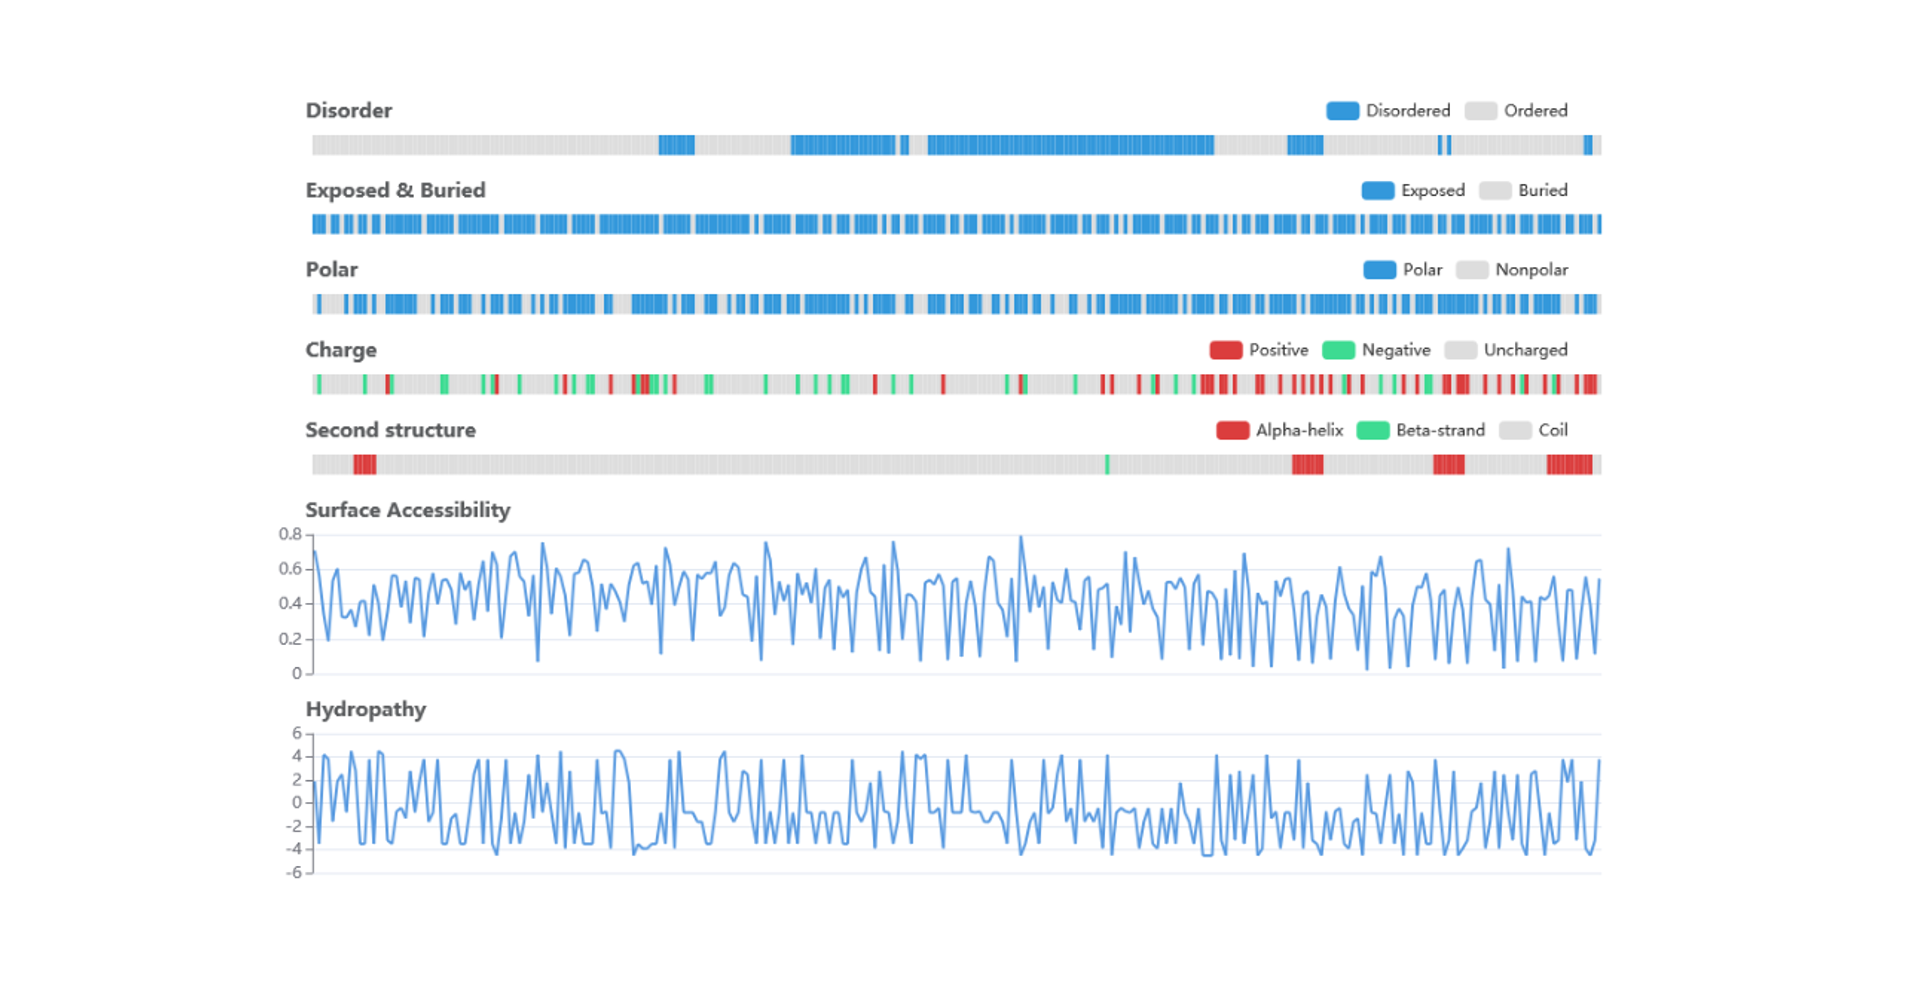 Disorder Disordered Ordered
Exposed & Buried Exposed Buried
Polar Polar Nonpolar
Charge Positive Negative Uncharged
Second structure Alpha-helix Beta-strand Coil
Surface Accessibility
0.8
0.6
0.4
0.2
0
Hydropathy
6
4
2
0
-2
-4
-6